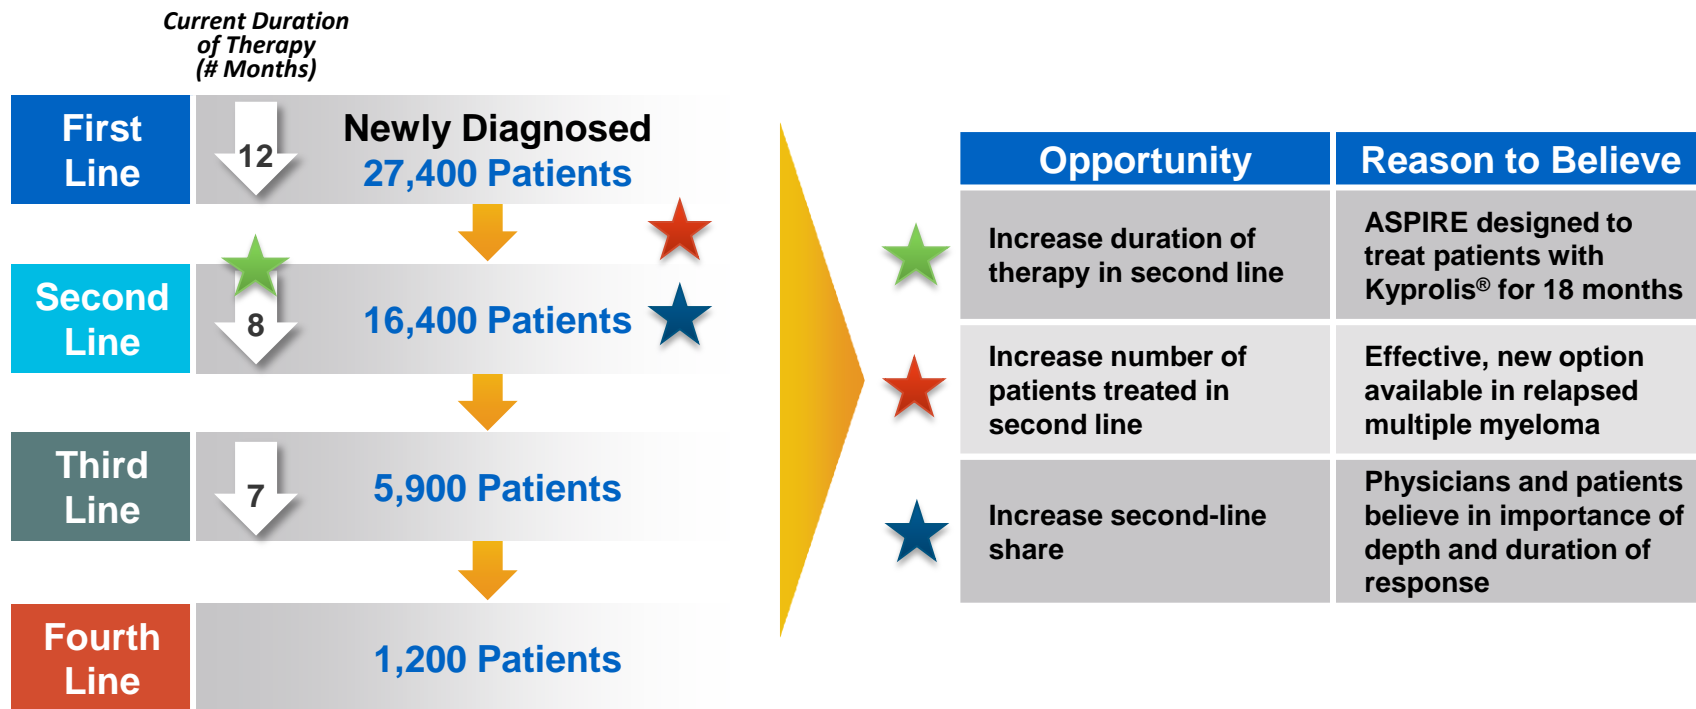 Current Duration
of Therapy
(# Months)
First
Line
12
Newly Diagnosed
27,400 Patients
Second
Line
8
16,400 Patients
Third
Line
7
5,900 Patients
Fourth
Line
1,200 Patients
Opportunity
Reason to Believe
Increase duration of
therapy in second line
ASPIRE designed to
treat patients with
Kyprolis® for 18 months
Increase number of
patients treated in
second line
Effective, new option
available in relapsed
multiple myeloma
Increase second-line
share
Physicians and patients
believe in importance of
depth and duration of
response